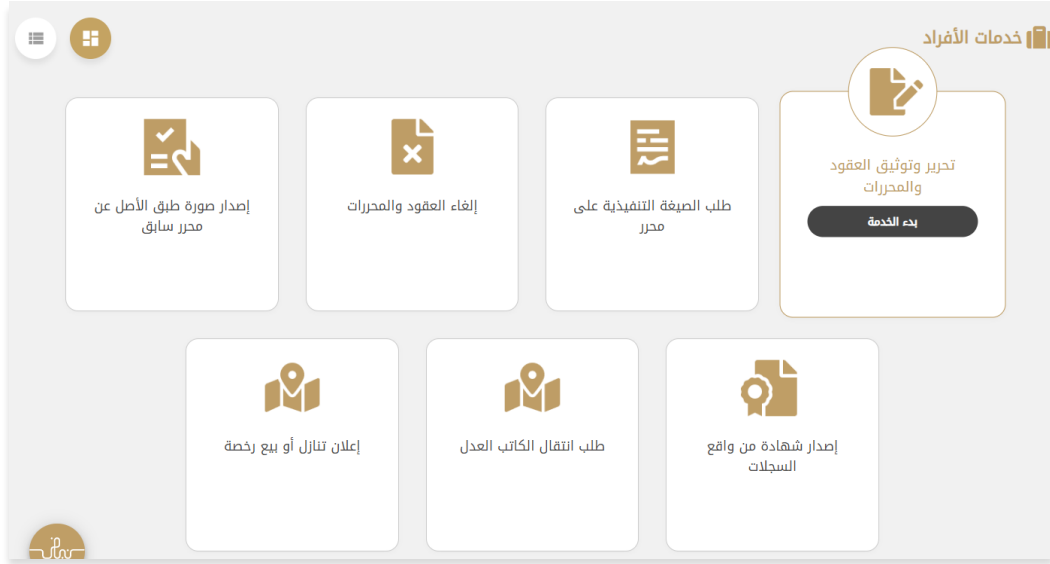 خدمات الأفراد
تحرير وتوثيق العقود
والمحررات
بدء الخدمة
طلب الصيغة التنفيذية على
محرر
إلغاء العقود والمحررات
إصدار صورة طبق الأصل عن
محرر سابق
إصدار شهادة من واقع
السجلات
طلب انتقال الكاتب العدل
إعلان تنازل أو بيع رخصة